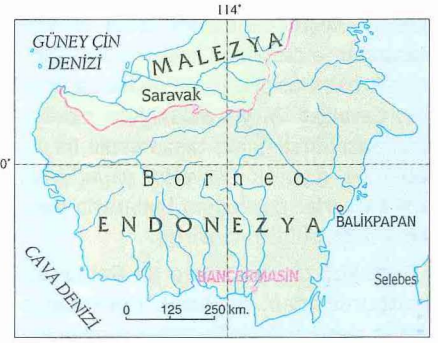 114°
GÜNEY ÇİN
DENİZİ
MALEZYA
Saravak
0°
Borneo
ENDONEZYA
BALİKPAPAN
CAVA DENİZİ
BANCERMASİN
Selebes
0 125 250 km.